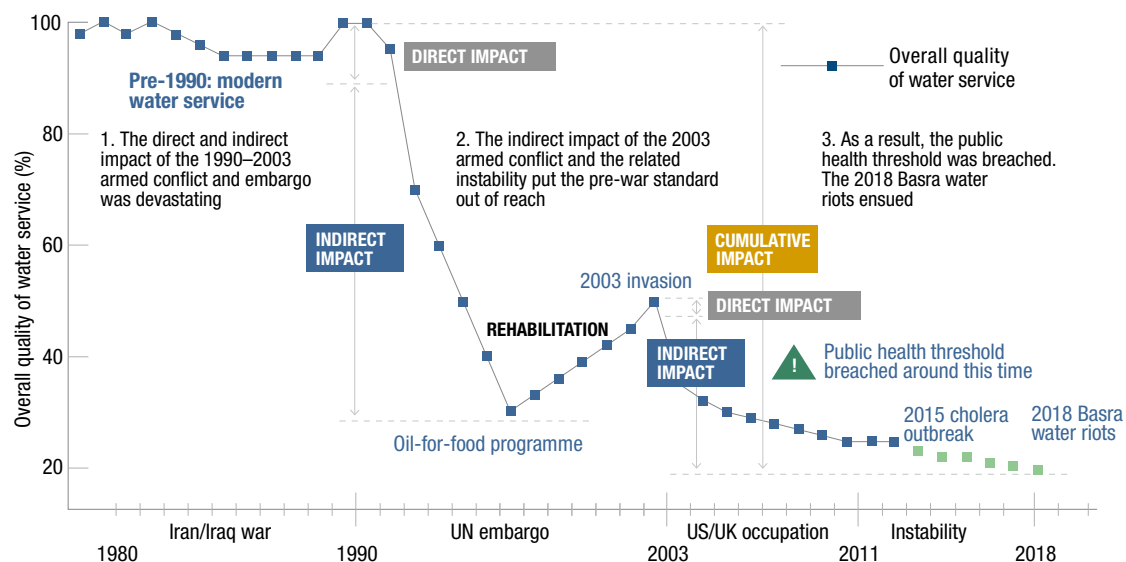 100
80
60
40
20
Overall quality of water service (%)
Pre-1990: modern
water service
1. The direct and indirect
impact of the 1990–2003
armed conflict and embargo
was devastating
DIRECT IMPACT
INDIRECT
IMPACT
2. The indirect impact of the 2003
armed conflict and the related
instability put the pre-war standard
out of reach
REHABILITATION
Oil-for-food programme
2003 invasion
Overall quality
of water service
3. As a result, the public
health threshold was breached.
The 2018 Basra water
riots ensued
CUMULATIVE
IMPACT
DIRECT IMPACT
INDIRECT
IMPACT
!
Public health threshold
breached around this time
2015 cholera
outbreak
2018 Basra
water riots
Iran/Iraq war
UN embargo
US/UK occupation
Instability
1980
1990
2003
2011
2018